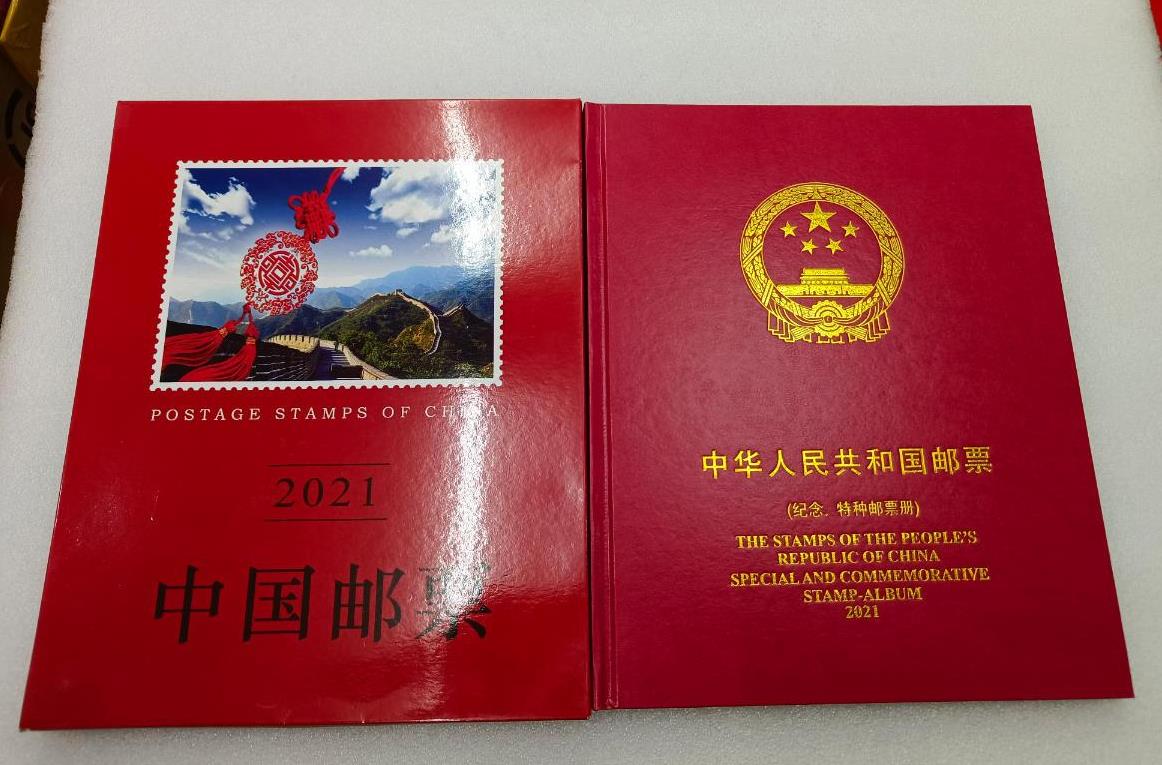 POSTAGE STAMPS OF CHINA
2021
中国邮票
中华人民共和国邮票
(纪念、特种邮票册)
THE STAMPS OF THE PEOPLE'S
REPUBLIC OF CHINA
SPECIAL AND COMMEMORATIVE
STAMP-ALBUM
2021